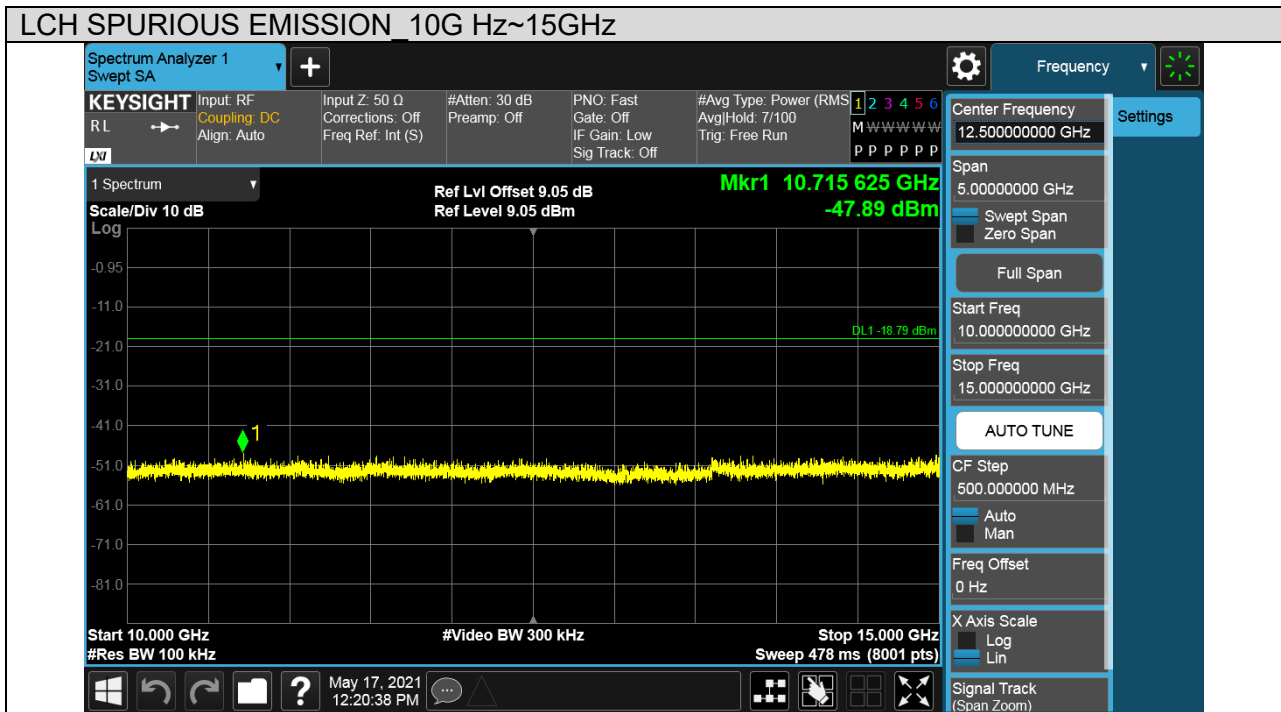 LCH SPURIOUS EMISSION_10G Hz~15GHz
Spectrum Analyzer 1
Swept SA
+
Frequency
KEYSIGHT
RL
LXI
Input: RF
Coupling: DC
Align: Auto
Input Z: 50 Ω
Corrections: Off
Freq Ref: Int (S)
#Atten: 30 dB
Preamp: Off
PNO: Fast
Gate: Off
IF Gain: Low
Sig Track: Off
#Avg Type: Power (RMS
Avg|Hold: 7/100
Trig: Free Run
1 2 3 4 5 6
M W W W W W
P P P P P P
1 Spectrum
Scale/Div 10 dB
Ref Lvl Offset 9.05 dB
Ref Level 9.05 dBm
Mkr1 10.715 625 GHz
-47.89 dBm
Log
-0.95
-11.0
DL1 -18.79 dBm
-21.0
-31.0
-41.0
1
-51.0
-61.0
-71.0
-81.0
Start 10.000 GHz
#Res BW 100 kHz
#Video BW 300 kHz
Stop 15.000 GHz
Sweep 478 ms (8001 pts)
?
May 17, 2021
12:20:38 PM
Center Frequency
12.500000000 GHz
Settings
Span
5.00000000 GHz
Swept Span
Zero Span
Full Span
Start Freq
10.000000000 GHz
Stop Freq
15.000000000 GHz
AUTO TUNE
CF Step
500.000000 MHz
Auto
Man
Freq Offset
0 Hz
X Axis Scale
Log
Lin
Signal Track
(Span Zoom)